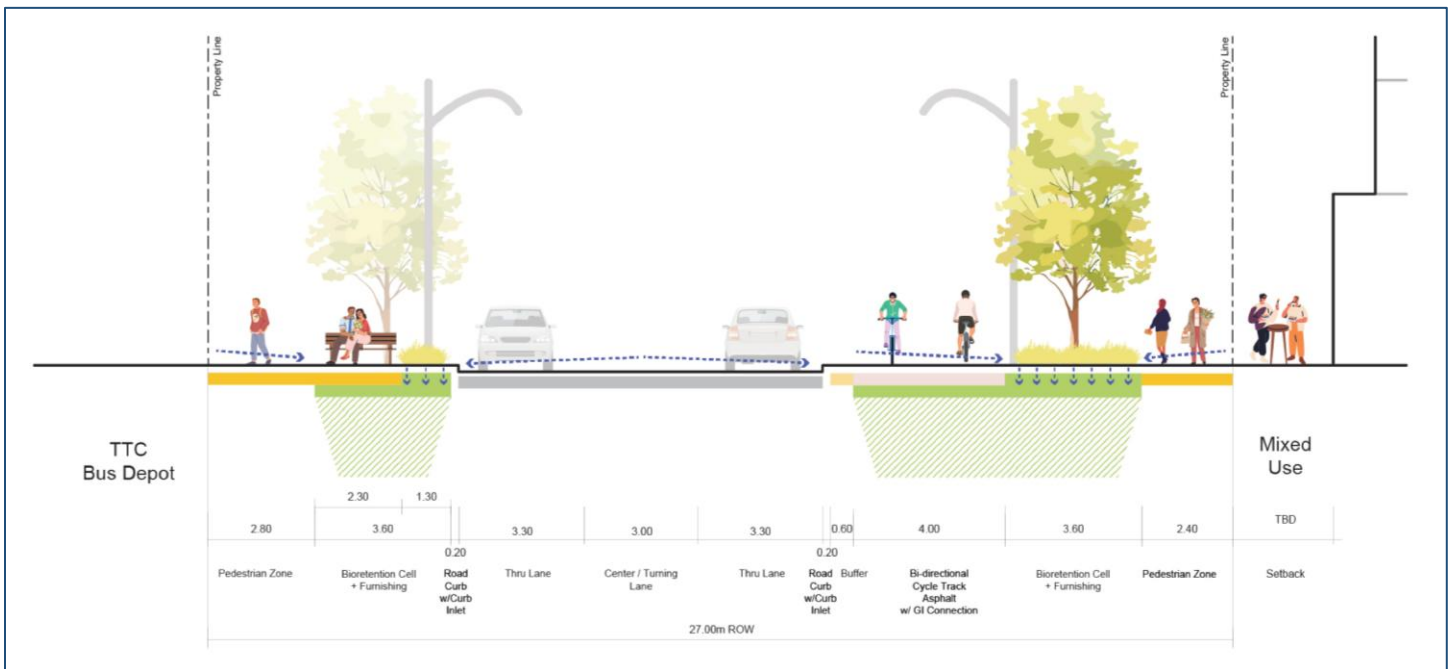 Property Line
Property Line
TTC
Bus Depot
Mixed
Use
2.30
1.30
TBD
2.80
3.60
3.30
3.00
3.30
0.60
4.00
3.60
2.40
0.20
0.20
Pedestrian Zone
Bioretention Cell
+ Furnishing
Road
Curb
w/Curb
Inlet
Thru Lane
Center / Turning
Lane
Thru Lane
Road
Curb
w/Curb
Inlet
Buffer
Bi-directional
Cycle Track
Asphalt
w/ GI Connection
Bioretention Cell
+ Furnishing
Pedestrian Zone
Setback
27.00m ROW